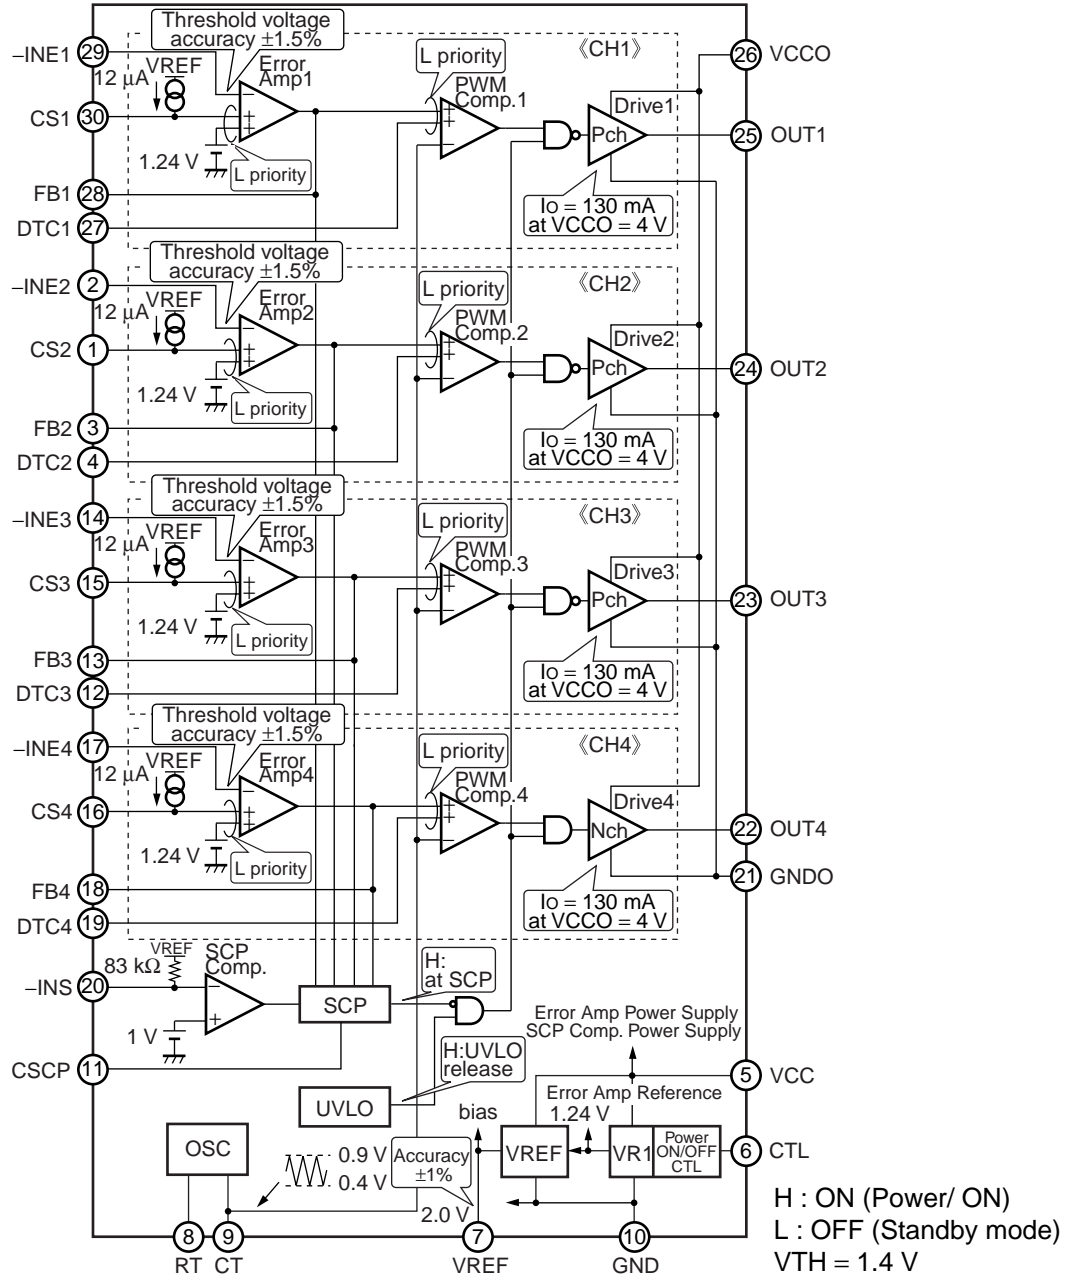 Threshold voltage
accuracy ±1.5%
–INE1
29
VREF
12 µA
Error
Amp1
L priority
PWM
Comp.1
《CH1》
26
VCCO
CS1
30
Drive1
Pch
25
OUT1
1.24 V
L priority
FB1
28
DTC1
27
IO = 130 mA
at VCCO = 4 V
Threshold voltage
accuracy ±1.5%
–INE2
2
VREF
12 µA
Error
Amp2
L priority
PWM
Comp.2
《CH2》
CS2
1
Drive2
Pch
24
OUT2
1.24 V
L priority
FB2
3
DTC2
4
IO = 130 mA
at VCCO = 4 V
Threshold voltage
accuracy ±1.5%
–INE3
14
VREF
12 µA
Error
Amp3
L priority
PWM
Comp.3
《CH3》
CS3
15
Drive3
Pch
23
OUT3
1.24 V
L priority
FB3
13
DTC3
12
IO = 130 mA
at VCCO = 4 V
Threshold voltage
accuracy ±1.5%
–INE4
17
VREF
12 µA
Error
Amp4
L priority
PWM
Comp.4
《CH4》
CS4
16
Drive4
Nch
22
OUT4
1.24 V
L priority
21
GNDO
FB4
18
DTC4
19
IO = 130 mA
at VCCO = 4 V
VREF
83 kΩ
SCP
Comp.
–INS
20
H:
at SCP
SCP
1 V
Error Amp Power Supply
SCP Comp. Power Supply
CSCP
11
H:UVLO
release
5
VCC
UVLO
bias
Error Amp Reference
1.24 V
OSC
0.9 V
0.4 V
Accuracy
±1%
VREF
VR1
Power
ON/OFF
CTL
6
CTL
2.0 V
8
RT
9
CT
7
VREF
10
GND
H : ON (Power/ ON)
L : OFF (Standby mode)
VTH = 1.4 V